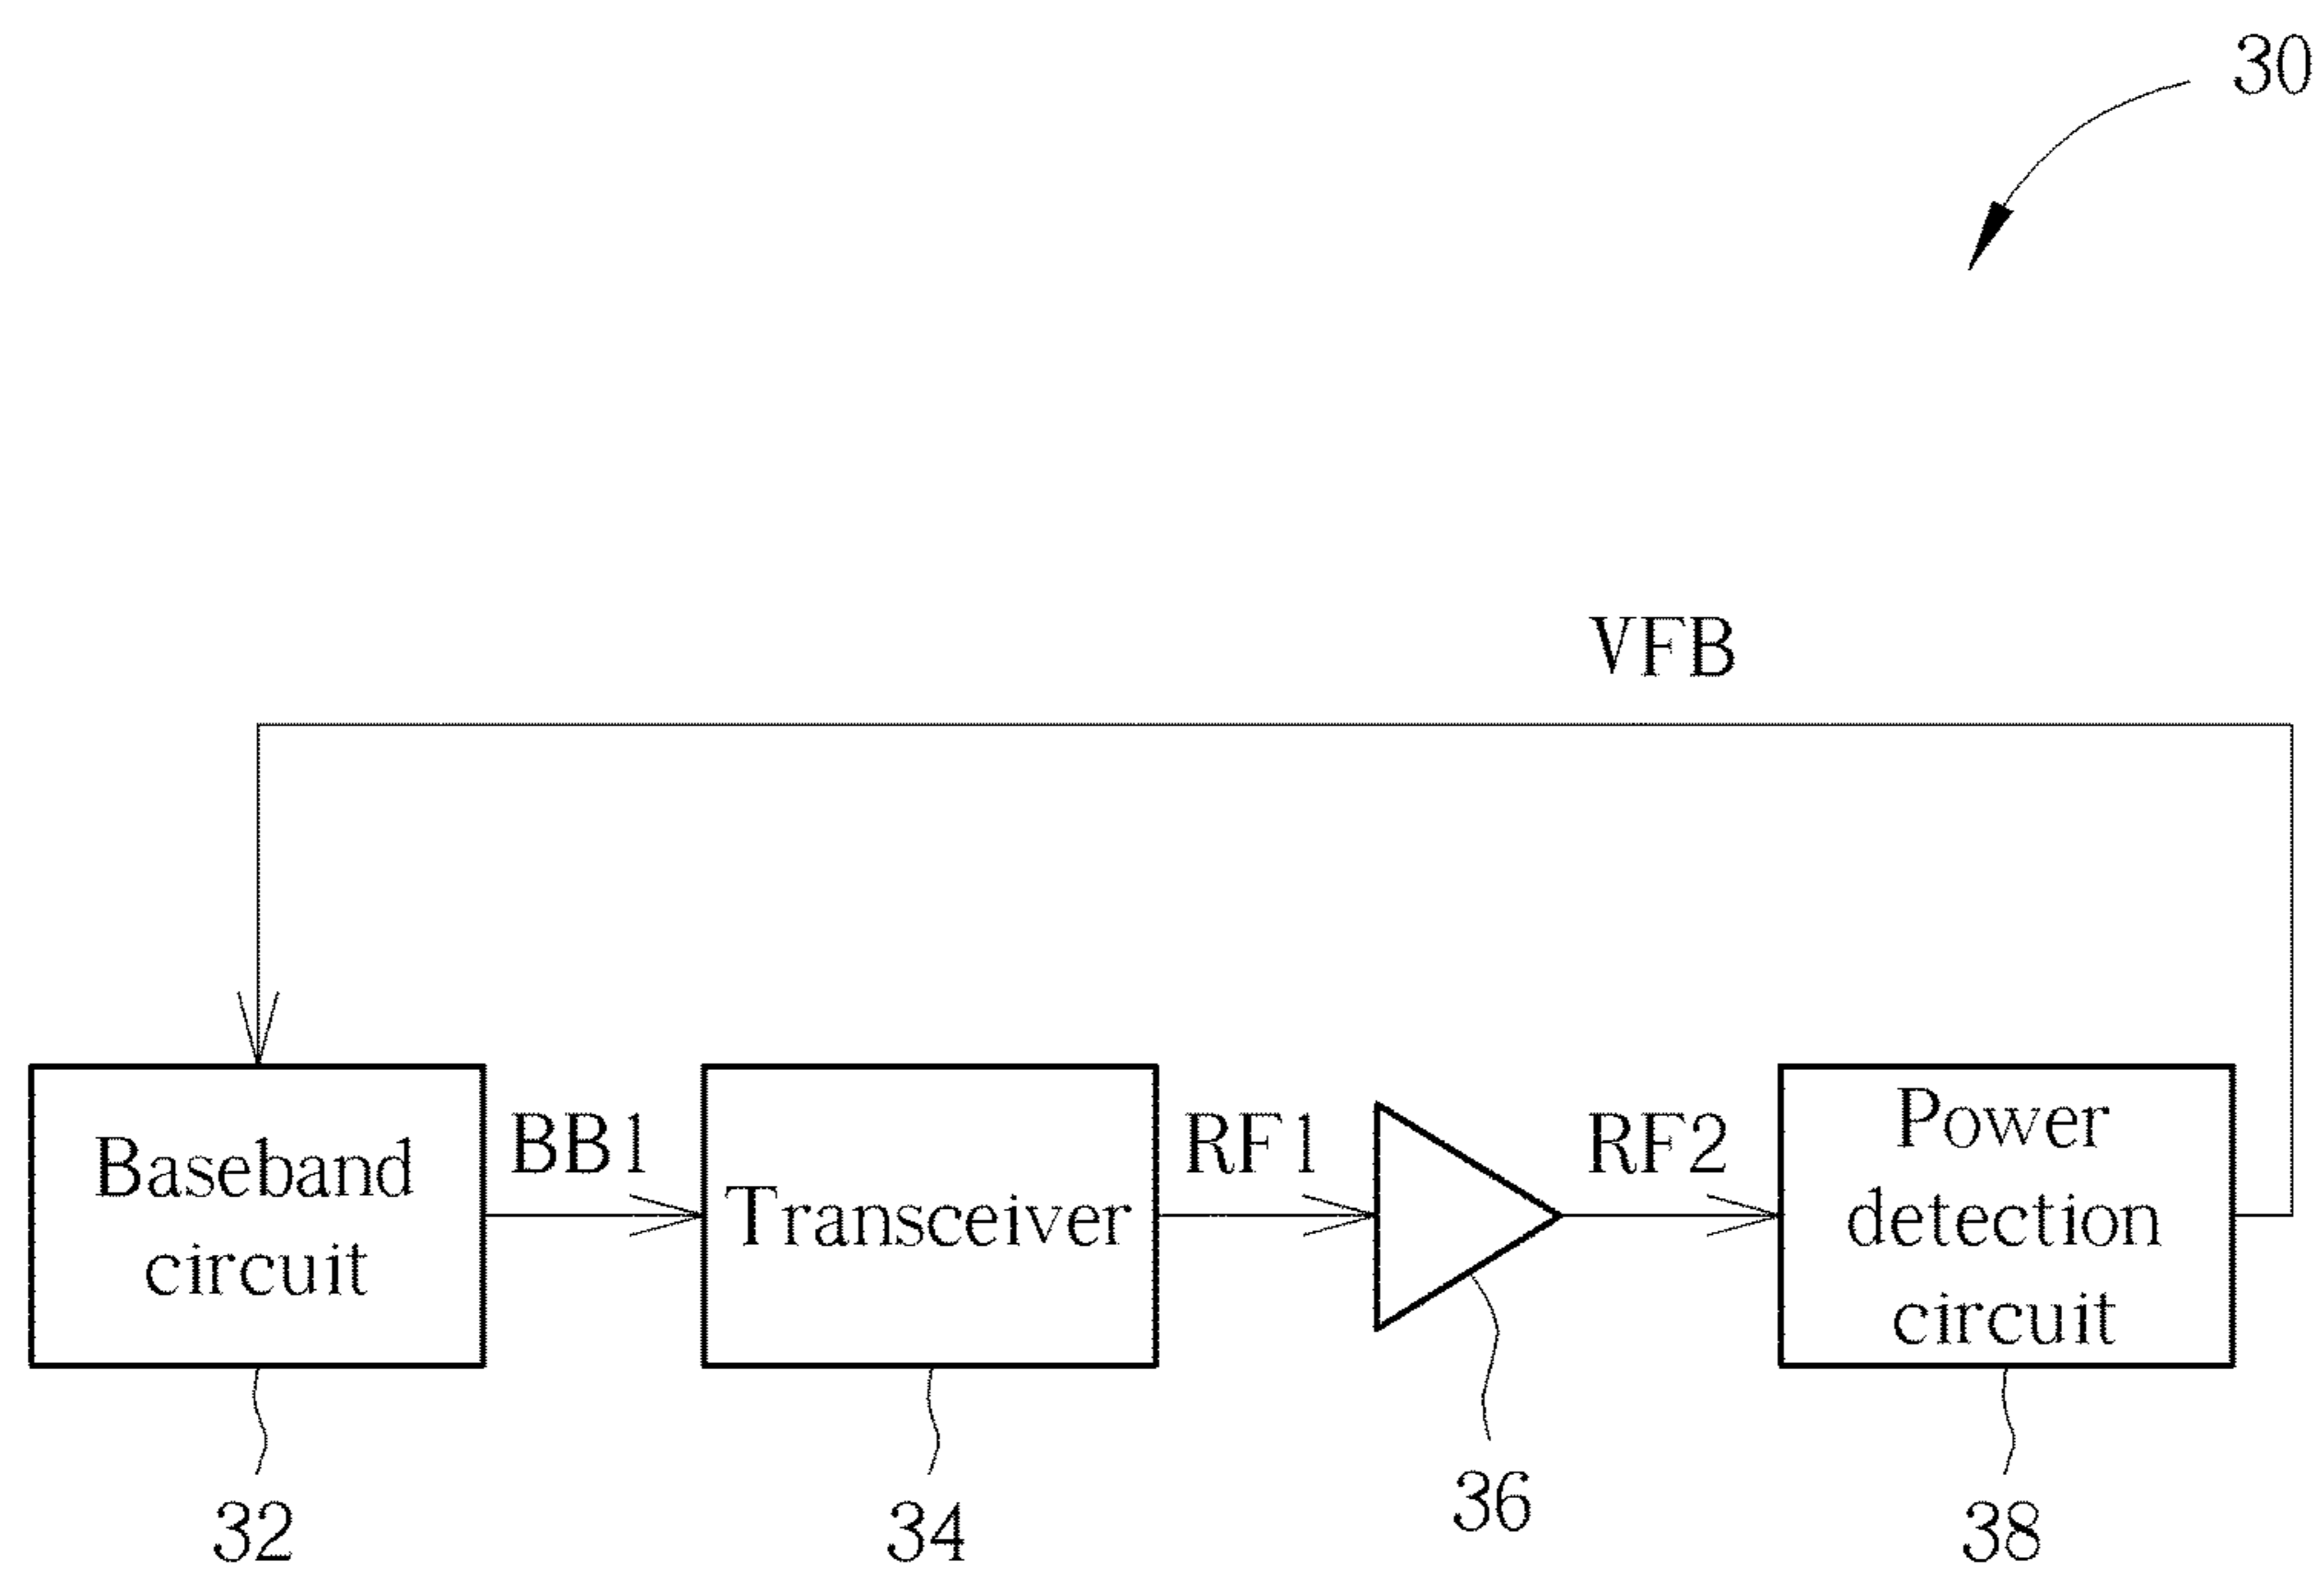 30
VFB
Baseband
circuit
BB1
Transceiver
RF1
RF2
Power
detection
circuit
32
34
36
38